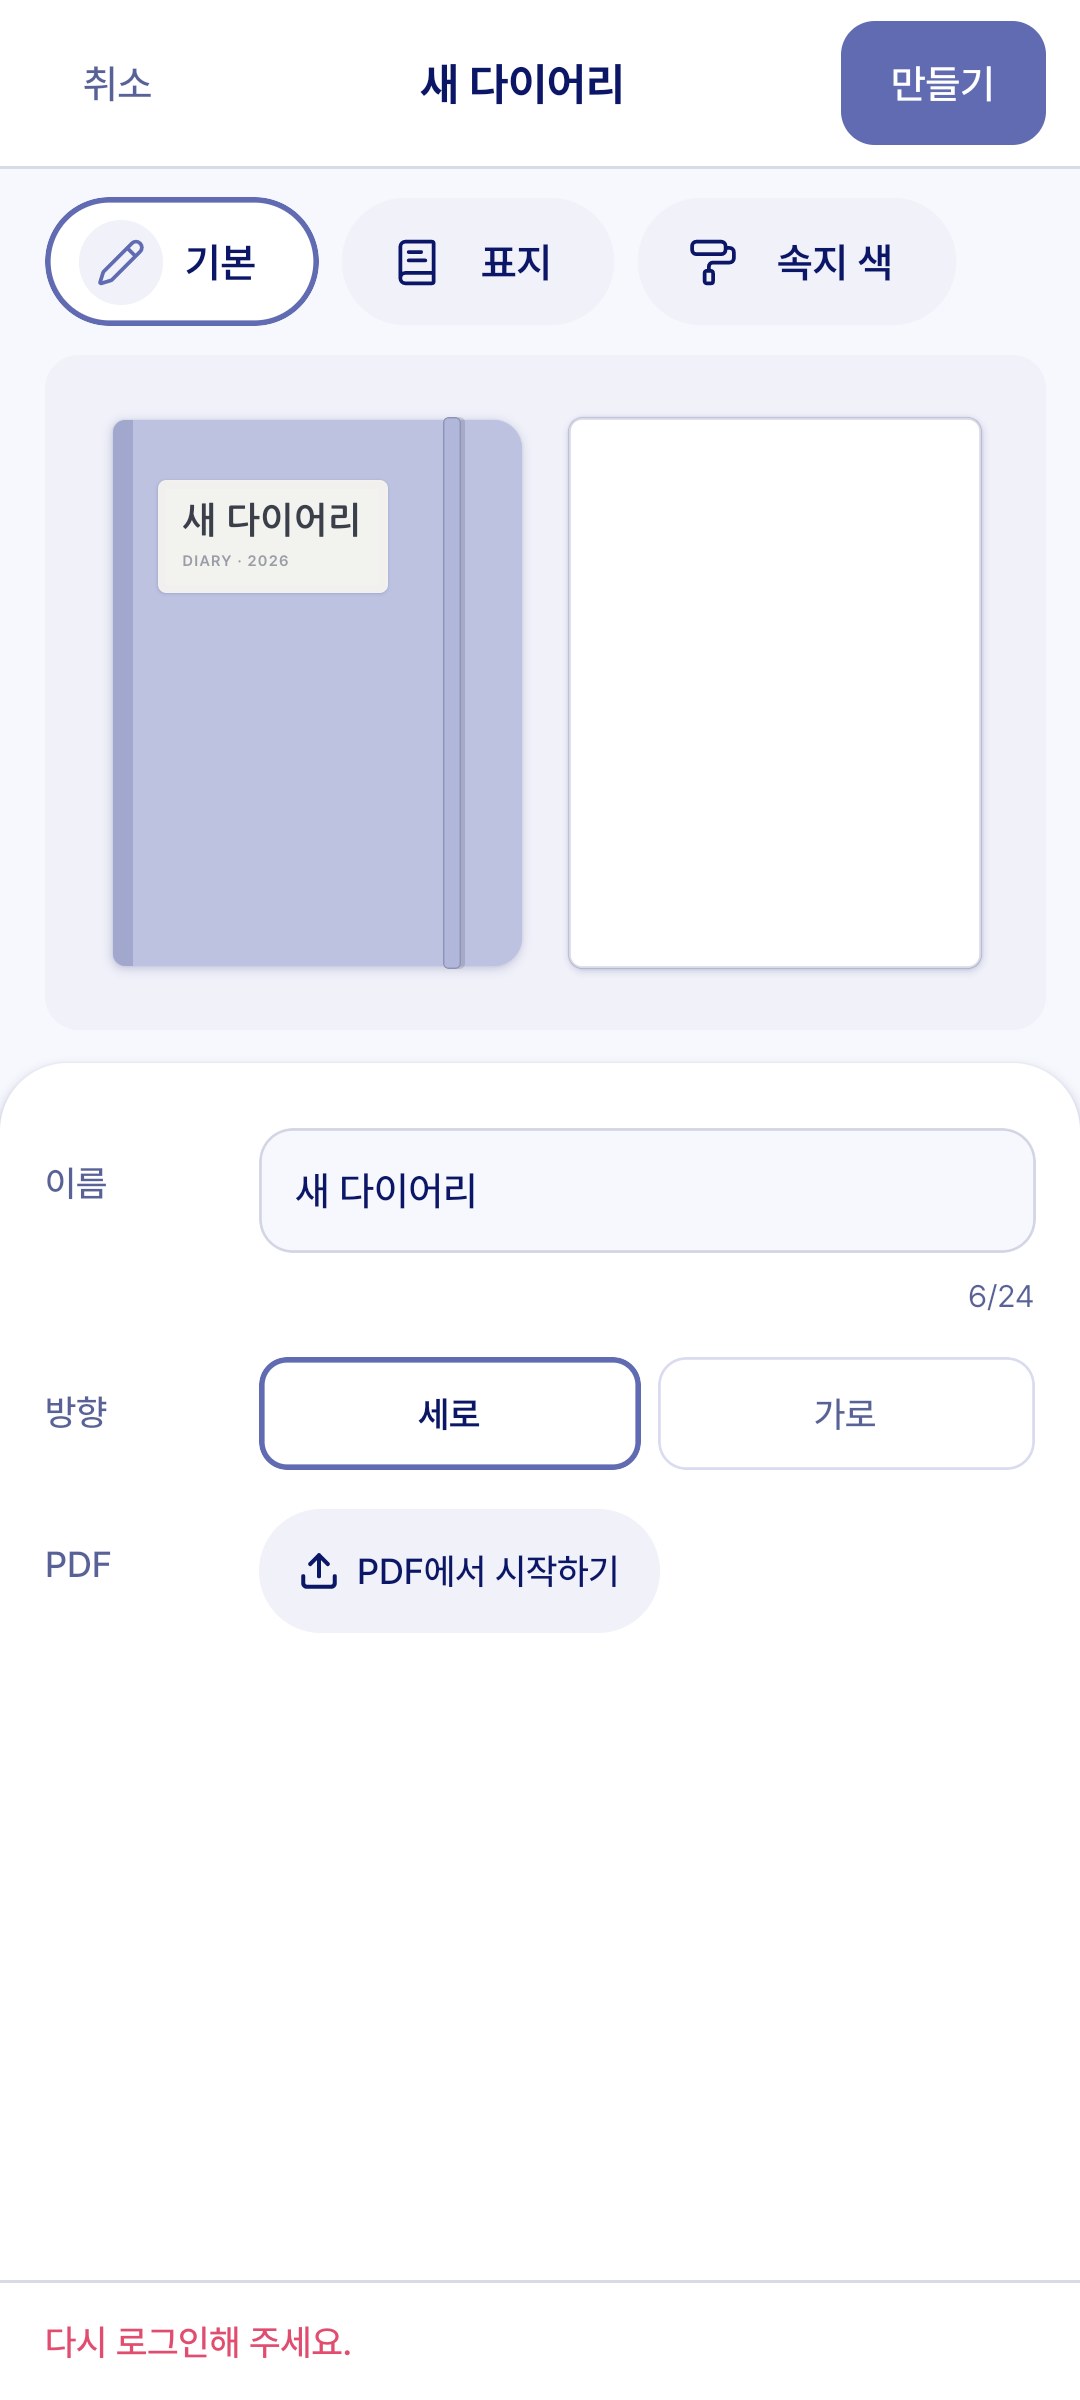 취소
새 다이어리
만들기
기본
표지
속지 색
새 다이어리
DIARY · 2026
이름
새 다이어리
6/24
방향
세로
가로
PDF
PDF에서 시작하기
다시 로그인해 주세요.